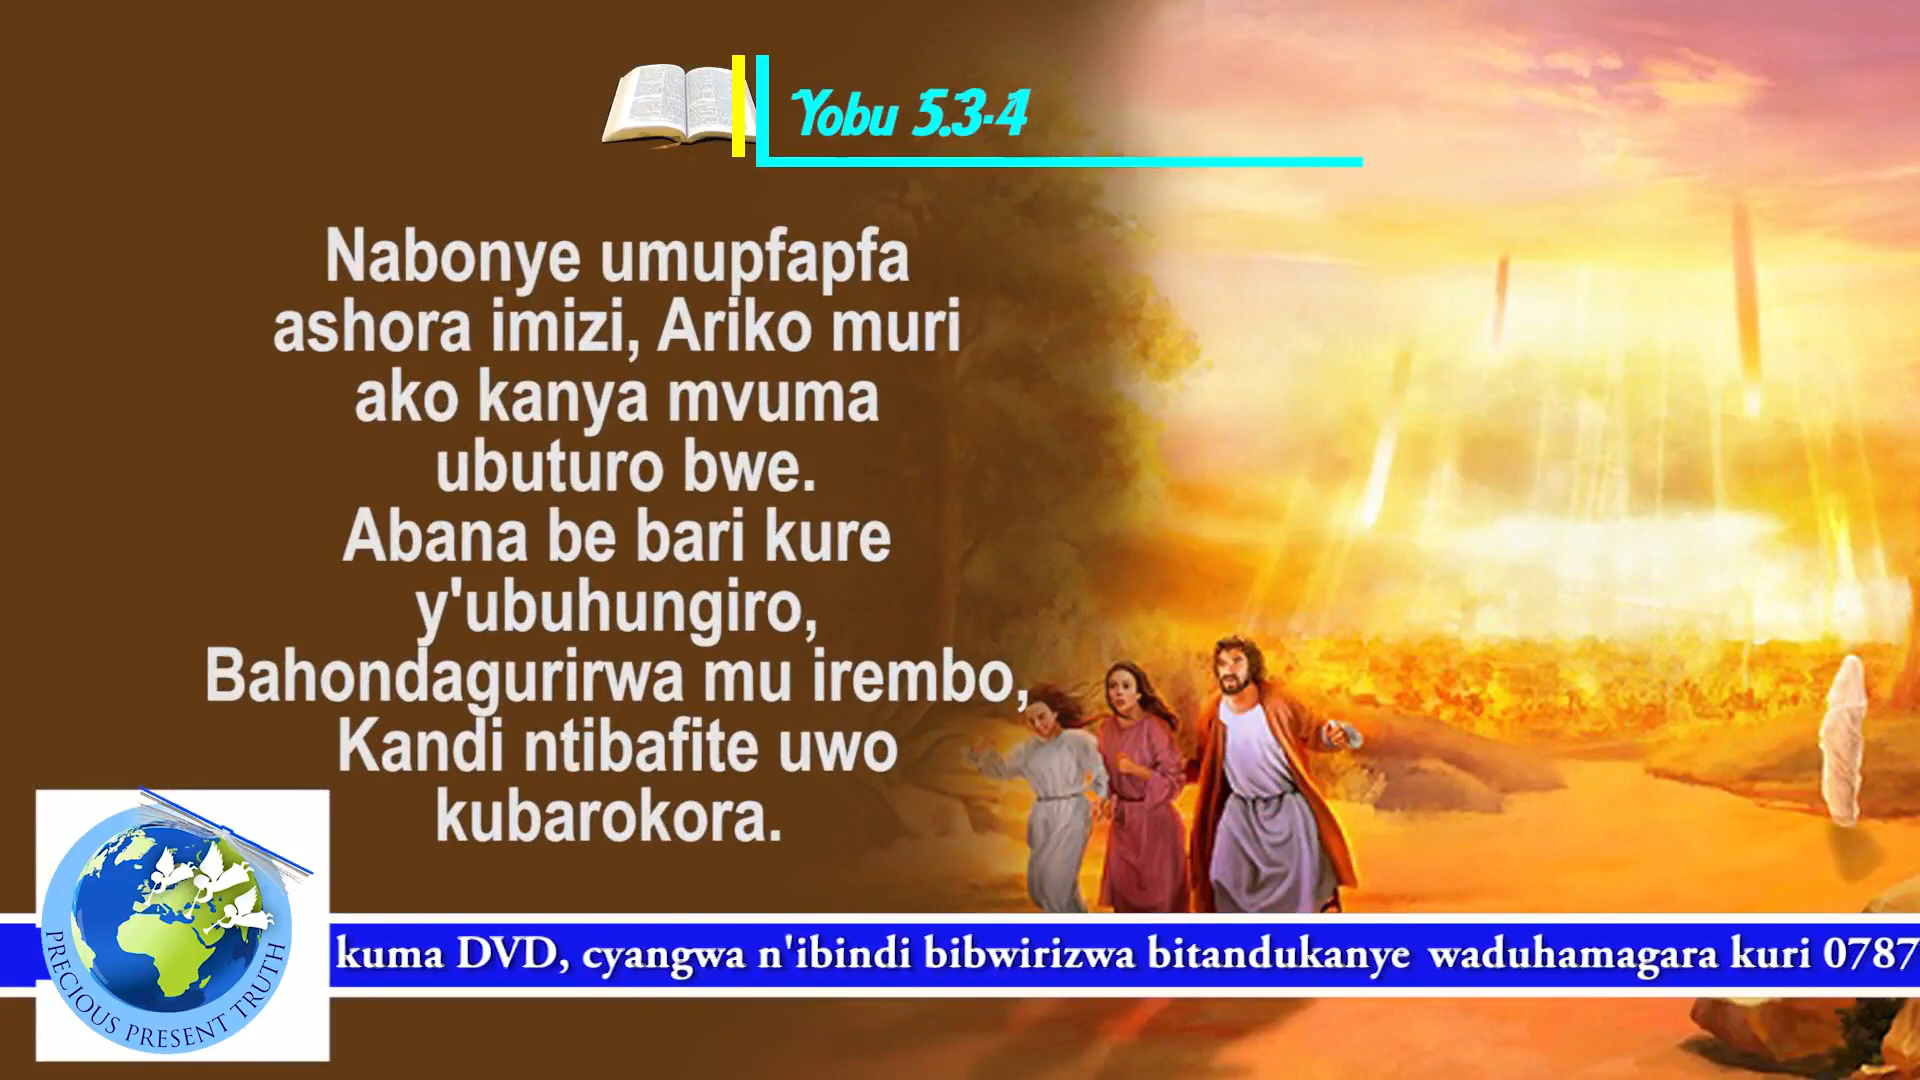 Yobu 5.3-4
Nabonye umupfapfa
ashora imizi, Ariko muri
ako kanya mvuma
ubuturo bwe.
Abana be bari kure
y'ubuhungiro,
Bahondagurirwa mu irembo,
Kandi ntibafite uwo
kubarokora.
kuma DVD, cyangwa n'ibindi bibwirizwa bitandukanye waduhamagara kuri 0787
PRECIOUS PRESENT TRUTH